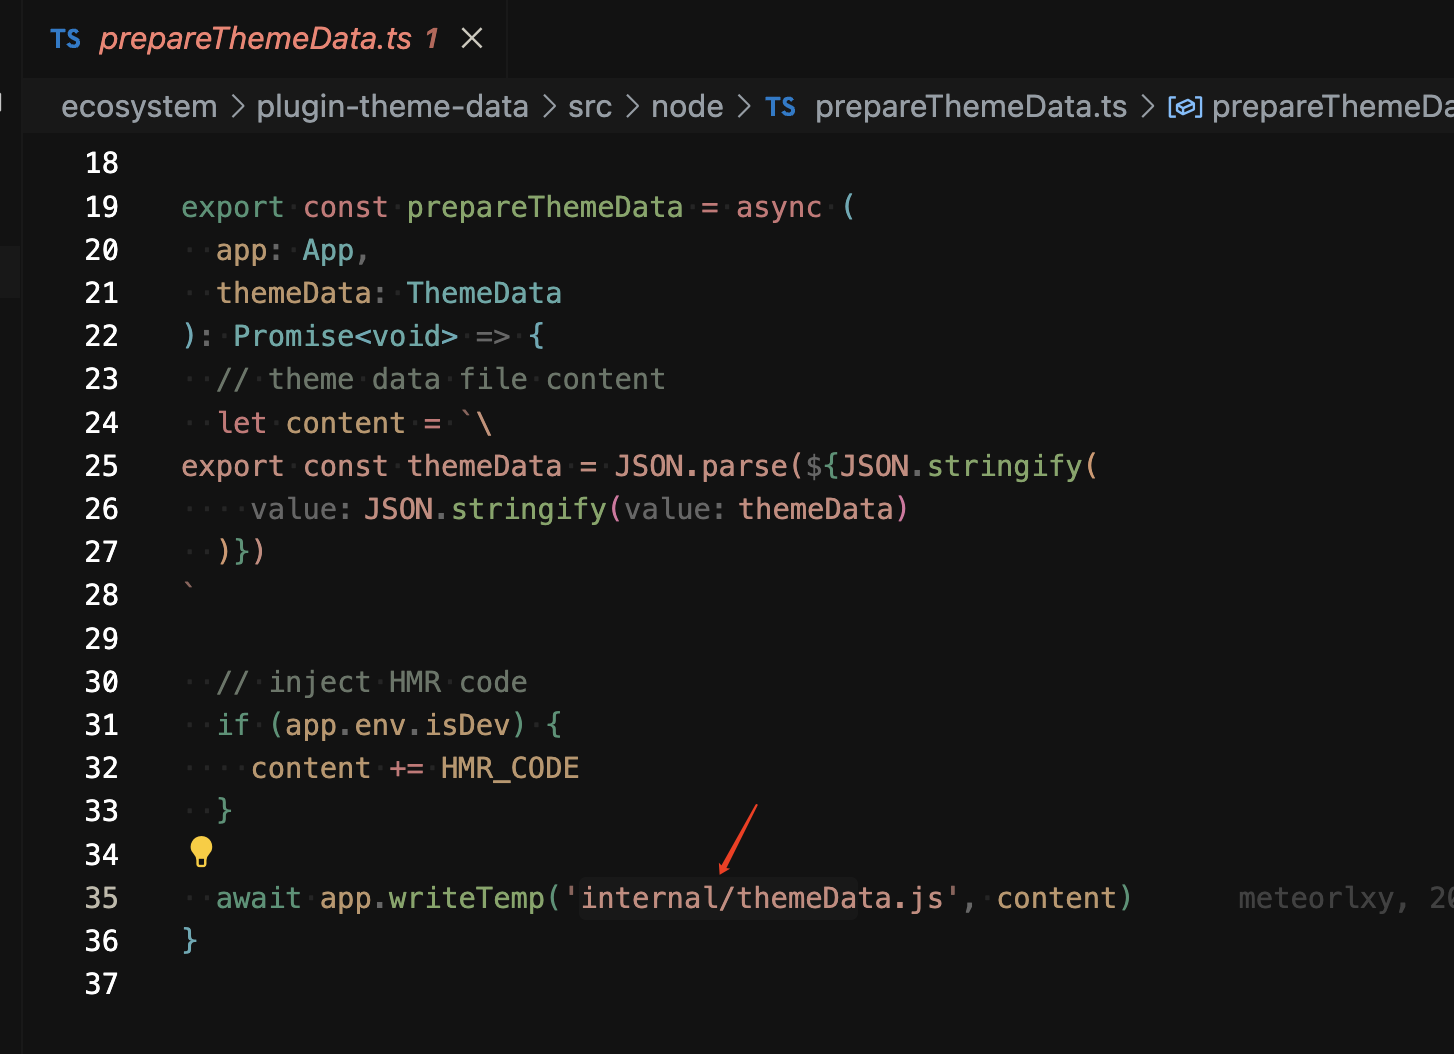 TS prepareThemeData.ts 1
ecosystem > plugin-theme-data > src > node > TS prepareThemeData.ts >
18
19 export const prepareThemeData = async (
20   app: App,
21   themeData: ThemeData
22 ): Promise<void> => {
23   // theme data file content
24   let content = `\
25 export const themeData = JSON.parse(${JSON.stringify(
26     value: JSON.stringify(value: themeData)
27   )})
28 `
29
30   // inject HMR code
31   if (app.env.isDev) {
32     content += HMR_CODE
33   }
34
35   await app.writeTemp('internal/themeData.js', content) meteorlxy,
36 }
37